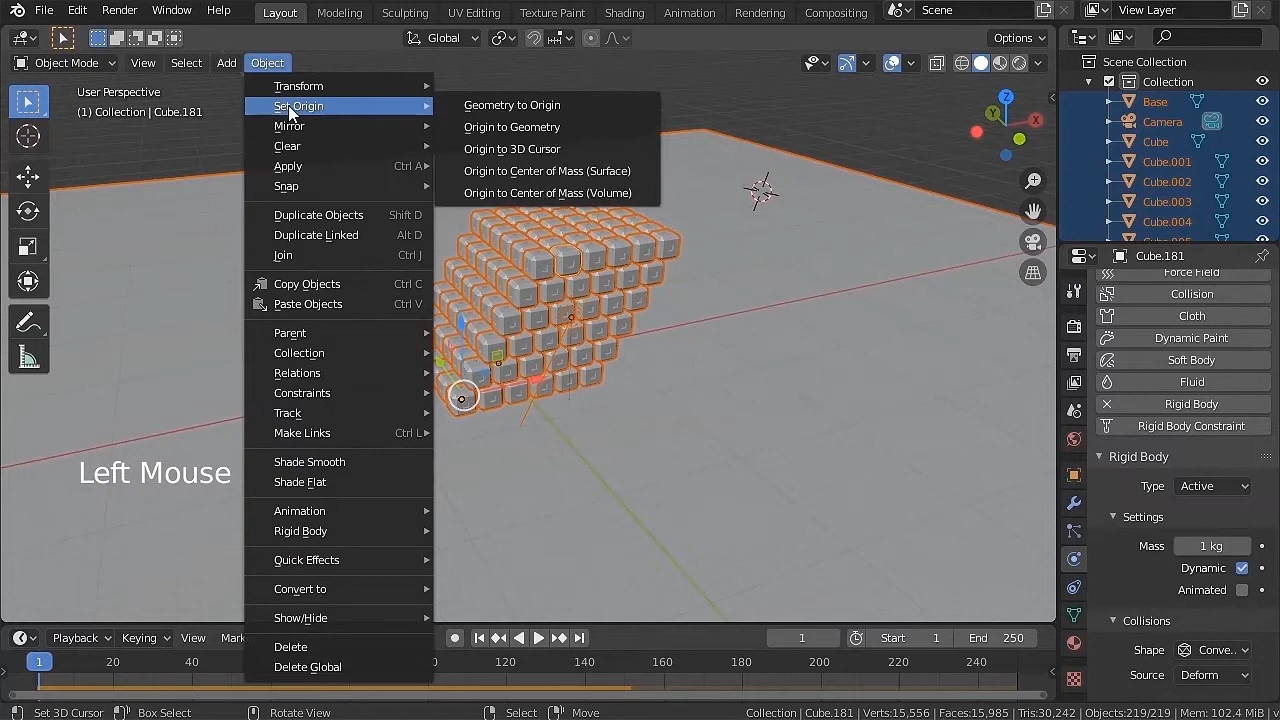 File Edit Render Window Help Layout Modeling Sculpting UV Editing Texture Paint Shading Animation Rendering Compositing Scene View Layer
Global Options
Object Mode View Select Add Object
User Perspective
(1) Collection | Cube.181
Transform
Set Origin
Mirror
Clear
Apply Ctrl A
Snap
Duplicate Objects Shift D
Duplicate Linked Alt D
Join Ctrl J
Copy Objects Ctrl C
Paste Objects Ctrl V
Parent
Collection
Relations
Constraints
Track
Make Links Ctrl L
Shade Smooth
Shade Flat
Animation
Rigid Body
Quick Effects
Convert to
Show/Hide
Delete
Delete Global
Geometry to Origin
Origin to Geometry
Origin to 3D Cursor
Origin to Center of Mass (Surface)
Origin to Center of Mass (Volume)
Z
Y
X
Left Mouse
Scene Collection
Collection
Base
Camera
Cube
Cube.001
Cube.002
Cube.003
Cube.004
Cube.181
Force Field
Collision
Cloth
Dynamic Paint
Soft Body
Fluid
Rigid Body
Rigid Body Constraint
Rigid Body
Type Active
Settings
Mass 1 kg
Dynamic
Animated
Collisions
Shape Conve..
Source Deform
Playback Keying View Mark 1 Start 1 End 250
1 20 40 0 120 140 160 180 200 220 240
Set 3D Cursor Box Select Rotate View Select Move Collection | Cube.181 | Verts:15,556 | Faces:15,985 | Tris:30,242 | Objects:219/219 | Mem: 102.4 MiB | v